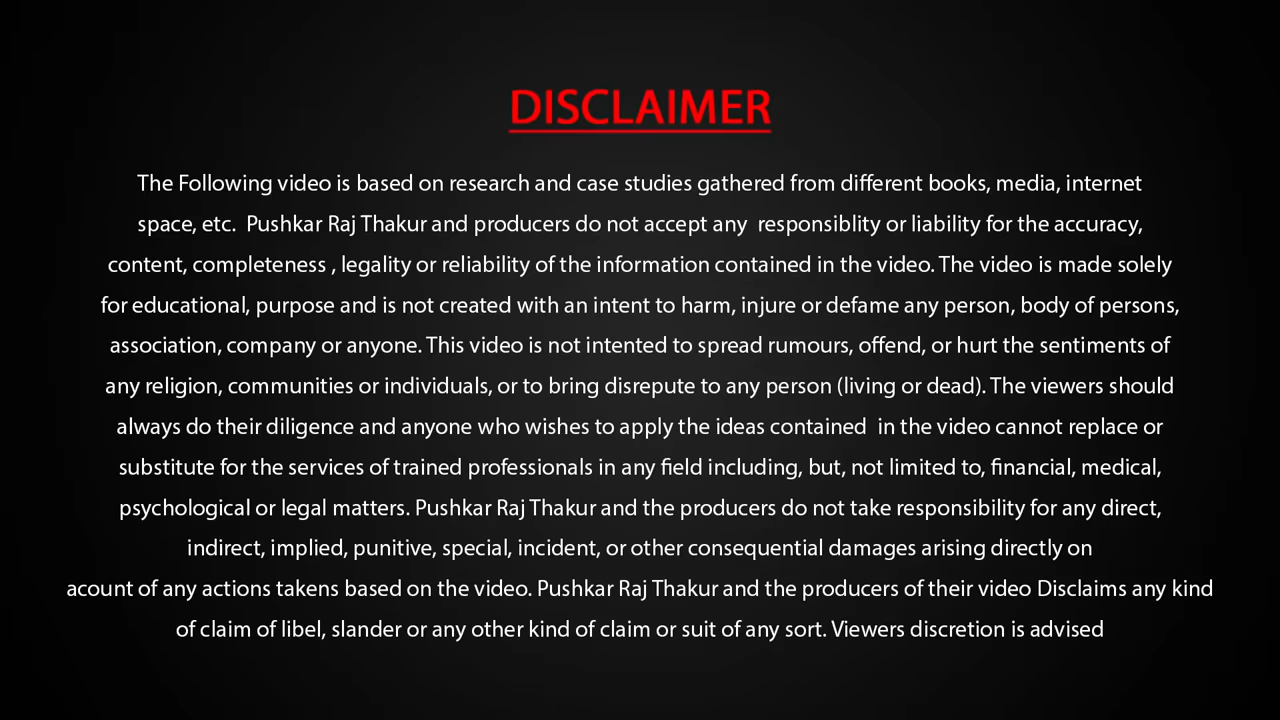 DISCLAIMER
The Following video is based on research and case studies gathered from different books, media, internet
space, etc.  Pushkar Raj Thakur and producers do not accept any  responsiblity or liability for the accuracy,
content, completeness , legality or reliability of the information contained in the video. The video is made solely
for educational, purpose and is not created with an intent to harm, injure or defame any person, body of persons,
association, company or anyone. This video is not intented to spread rumours, offend, or hurt the sentiments of
any religion, communities or individuals, or to bring disrepute to any person (living or dead). The viewers should
always do their diligence and anyone who wishes to apply the ideas contained  in the video cannot replace or
substitute for the services of trained professionals in any field including, but, not limited to, financial, medical,
psychological or legal matters. Pushkar Raj Thakur and the producers do not take responsibility for any direct,
indirect, implied, punitive, special, incident, or other consequential damages arising directly on
acount of any actions takens based on the video. Pushkar Raj Thakur and the producers of their video Disclaims any kind
of claim of libel, slander or any other kind of claim or suit of any sort. Viewers discretion is advised